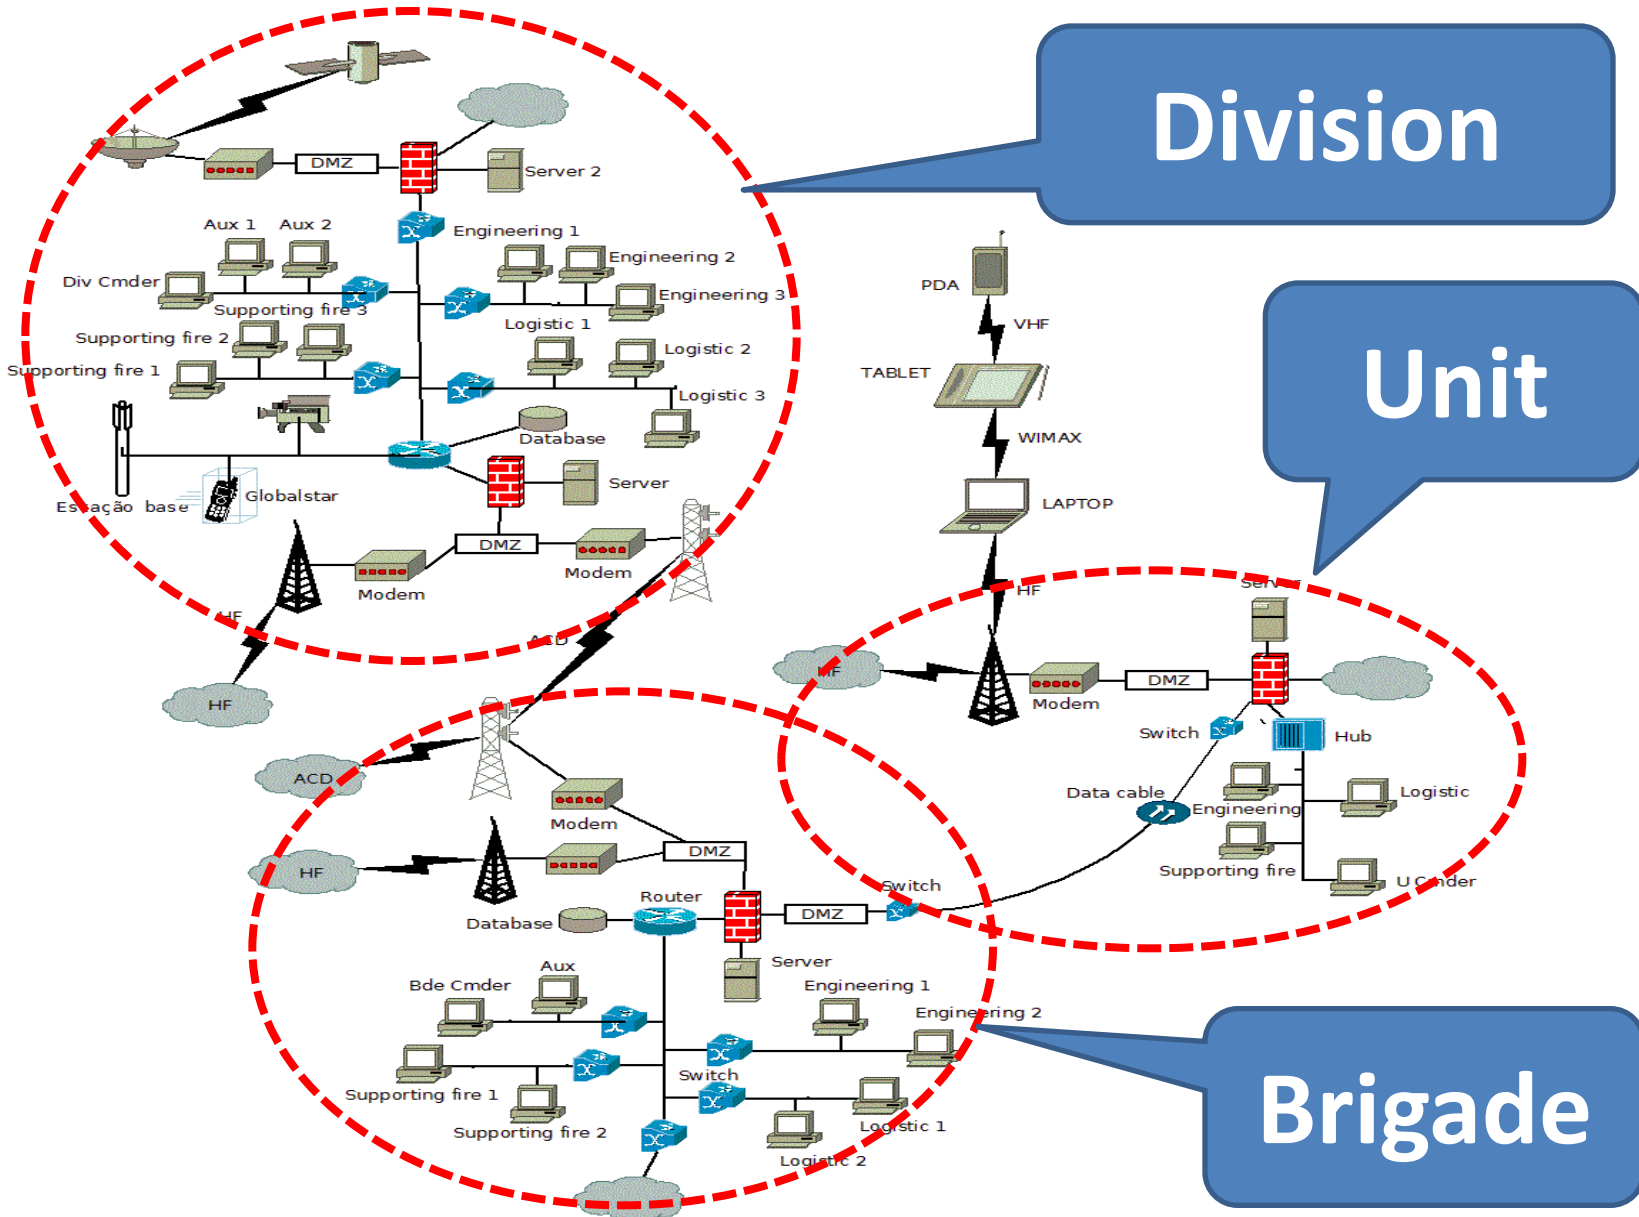 Division
DMZ
Server 2
Aux 1
Aux 2
Engineering 1
Engineering 2
Div Cmder
Engineering 3
Supporting fire 3
Logistic 1
Supporting fire 2
Logistic 2
Supporting fire 1
Logistic 3
Database
Globalstar
Server
Estação base
DMZ
Modem
Modem
HF
ACD
HF
PDA
VHF
TABLET
WIMAX
LAPTOP
HF
Unit
Server
HF
DMZ
Modem
Switch
Hub
Data cable
Engineering
Logistic
Supporting fire
U Cmder
ACD
Modem
HF
DMZ
Switch
Router
Database
DMZ
Server
Aux
Bde Cmder
Engineering 1
Engineering 2
Switch
Supporting fire 1
Supporting fire 2
Logistic 1
Logistic 2
Brigade